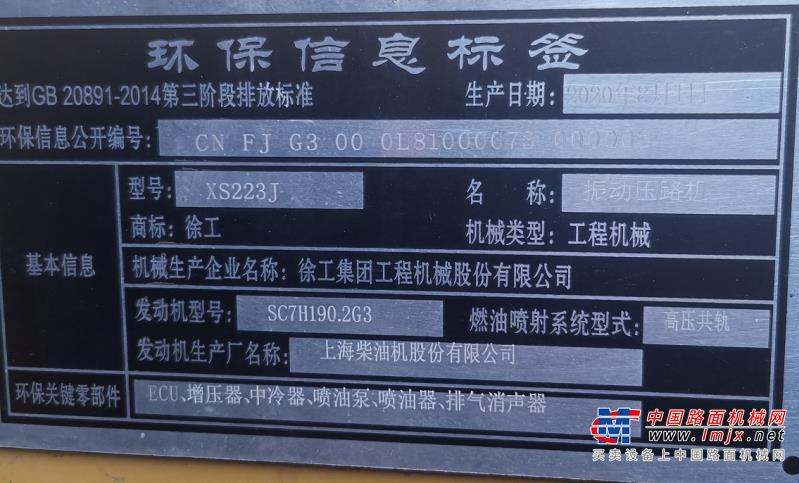 环保信息标签
达到GB 20891-2014第三阶段排放标准
生产日期:
环保信息公开编号: CN FJ G3 00 0L81000C73
型号: XS223J 名 称: 振动压路机
商标: 徐工 机械类型: 工程机械
基本信息
机械生产企业名称: 徐工集团工程机械股份有限公司
发动机型号: SC7H190.2G3 燃油喷射系统型式: 高压共轨
发动机生产厂名称: 上海柴油机股份有限公司
环保关键零部件 ECU、增压器、中冷器、喷油泵、喷油器、排气消声器
中国路面机械网
www.lmjx.net
买卖设备上中国路面机械网